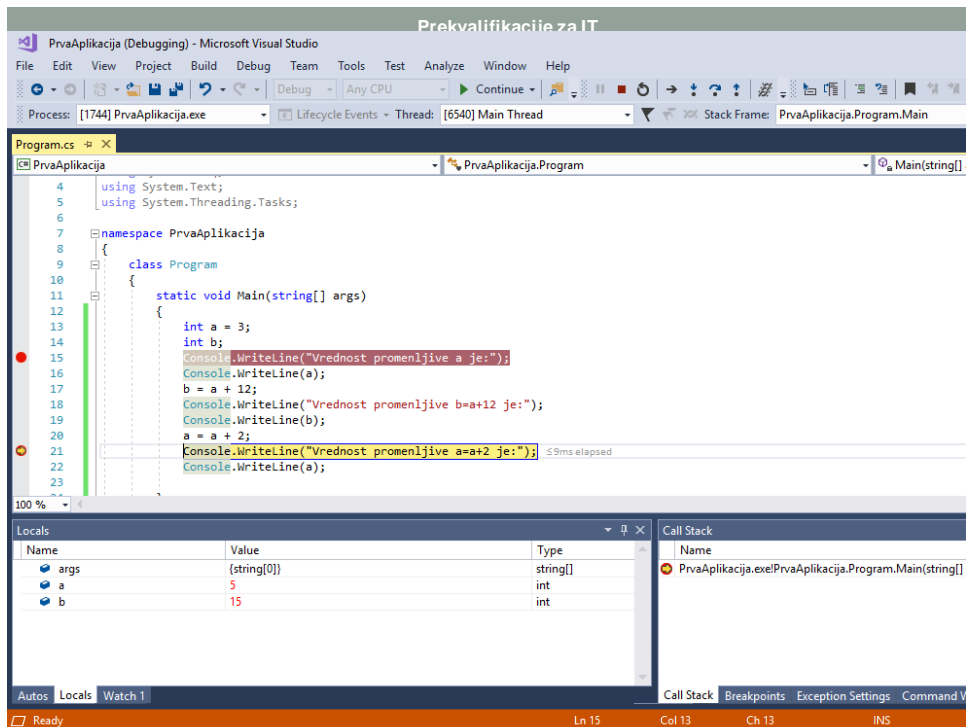 Prekvalifikacije za IT
PrvaAplikacija (Debugging) - Microsoft Visual Studio
File Edit View Project Build Debug Team Tools Test Analyze Window Help
Debug Any CPU Continue
Process: [1744] PrvaAplikacija.exe Lifecycle Events Thread: [6540] Main Thread Stack Frame: PrvaAplikacija.Program.Main
Program.cs
C# PrvaAplikacija PrvaAplikacija.Program Main(string[]
4 using System.Text;
5 using System.Threading.Tasks;
6
7 namespace PrvaAplikacija
8 {
9 class Program
10 {
11 static void Main(string[] args)
12 {
13 int a = 3;
14 int b;
15 Console.WriteLine("Vrednost promenljive a je:");
16 Console.WriteLine(a);
17 b = a + 12;
18 Console.WriteLine("Vrednost promenljive b=a+12 je:");
19 Console.WriteLine(b);
20 a = a + 2;
21 Console.WriteLine("Vrednost promenljive a=a+2 je:"); ≤9ms elapsed
22 Console.WriteLine(a);
23
100 %
Locals
Name Value Type
args {string[0]} string[]
a 5 int
b 15 int
Autos Locals Watch 1
Call Stack
Name
PrvaAplikacija.exe!PrvaAplikacija.Program.Main(string[]
Call Stack Breakpoints Exception Settings Command
Ready Ln 15 Col 13 Ch 13 INS